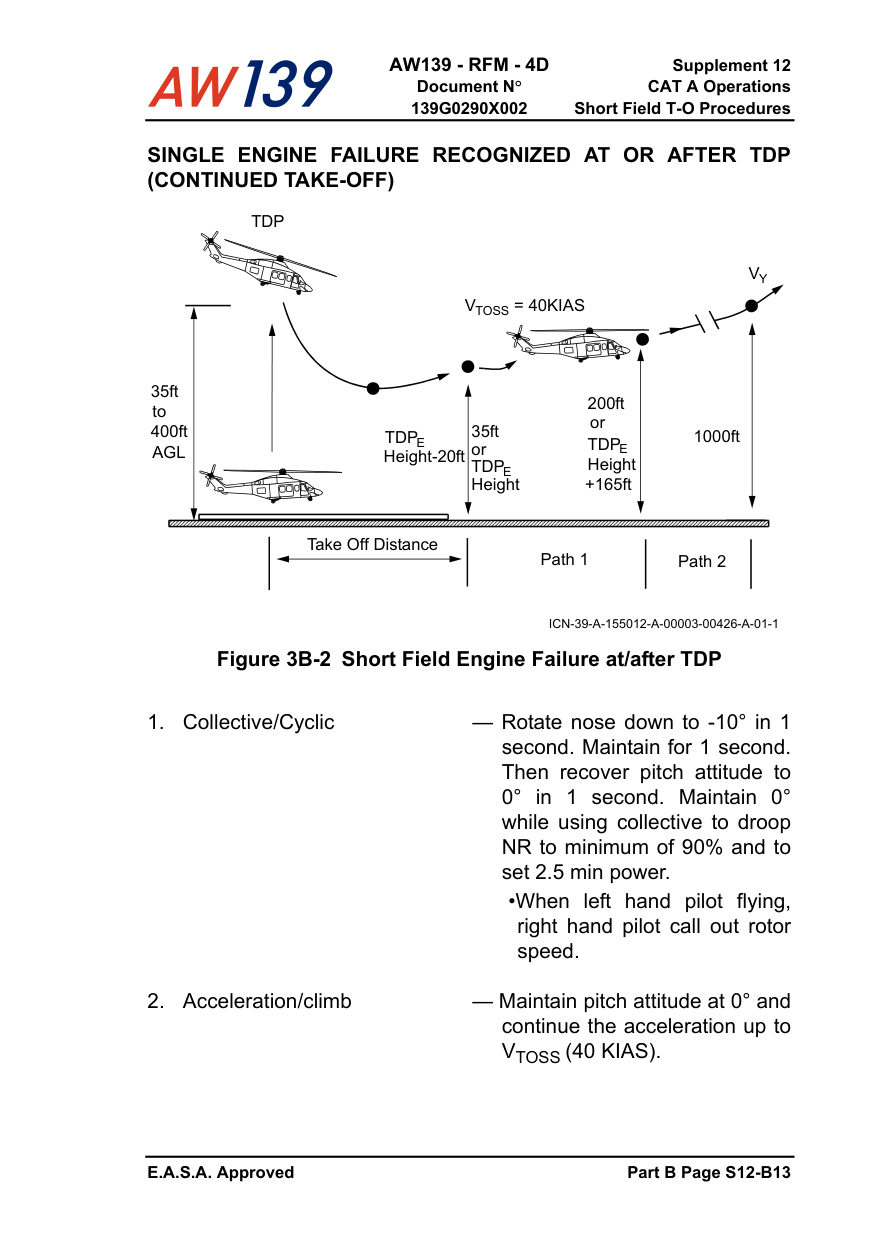 AW139
AW139 - RFM - 4D
Document N°
139G0290X002
Supplement 12
CAT A Operations
Short Field T-O Procedures
SINGLE ENGINE FAILURE RECOGNIZED AT OR AFTER TDP
(CONTINUED TAKE-OFF)
TDP
VY
VTOSS = 40KIAS
35ft
to
400ft
AGL
TDPE
Height-20ft
35ft
or
TDPE
Height
200ft
or
TDPE
Height
+165ft
1000ft
Take Off Distance
Path 1
Path 2
ICN-39-A-155012-A-00003-00426-A-01-1
Figure 3B-2 Short Field Engine Failure at/after TDP
1. Collective/Cyclic
— Rotate nose down to -10° in 1
second. Maintain for 1 second.
Then recover pitch attitude to
0° in 1 second. Maintain 0°
while using collective to droop
NR to minimum of 90% and to
set 2.5 min power.
•When left hand pilot flying,
right hand pilot call out rotor
speed.
2. Acceleration/climb
— Maintain pitch attitude at 0° and
continue the acceleration up to
VTOSS (40 KIAS).
E.A.S.A. Approved
Part B Page S12-B13